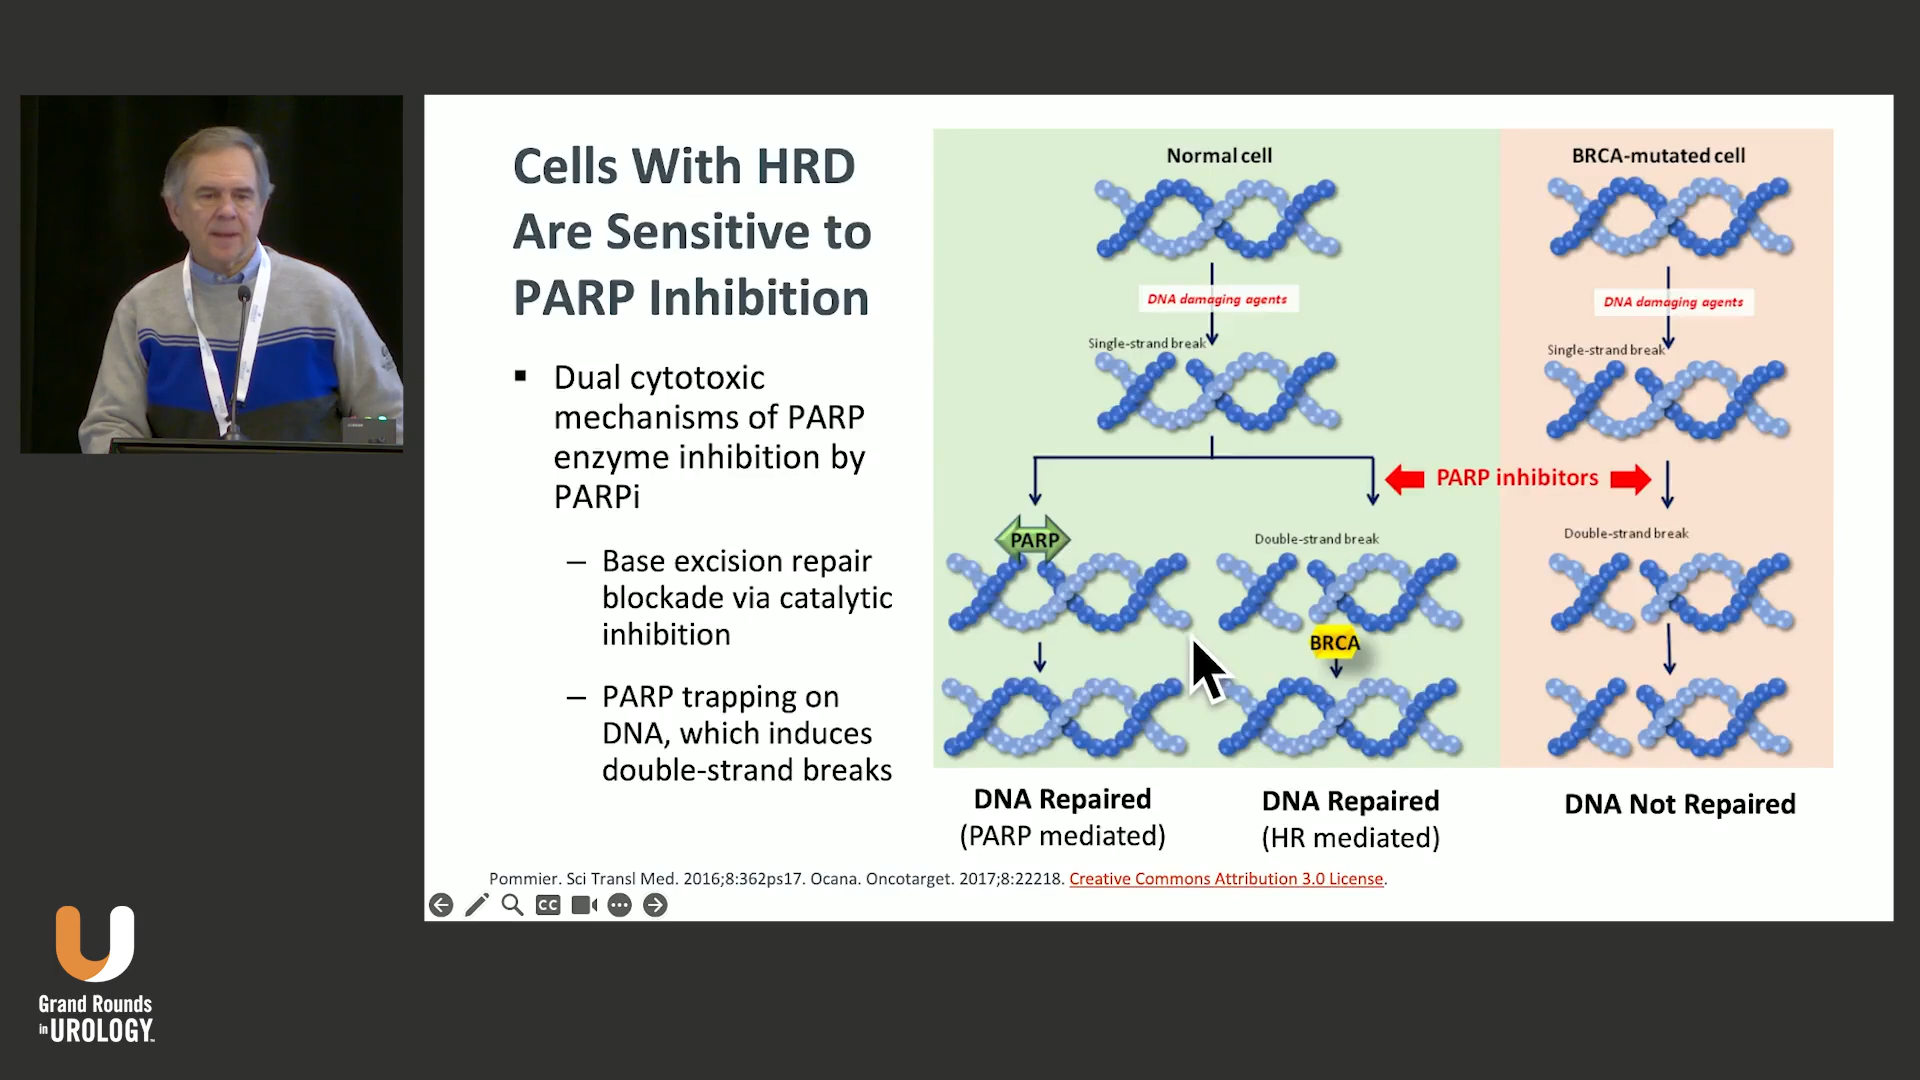 Cells With HRD
Are Sensitive to
PARP Inhibition
▪ Dual cytotoxic
mechanisms of PARP
enzyme inhibition by
PARPi
– Base excision repair
blockade via catalytic
inhibition
– PARP trapping on
DNA, which induces
double-strand breaks
Normal cell
DNA damaging agents
Single-strand break
PARP
Double-strand break
BRCA
PARP inhibitors
BRCA-mutated cell
DNA damaging agents
Single-strand break
Double-strand break
DNA Repaired
(PARP mediated)
DNA Repaired
(HR mediated)
DNA Not Repaired
Pommier. Sci Transl Med. 2016;8:362ps17. Ocana. Oncotarget. 2017;8:22218. Creative Commons Attribution 3.0 License.
CC
Grand Rounds
in UROLOGY™